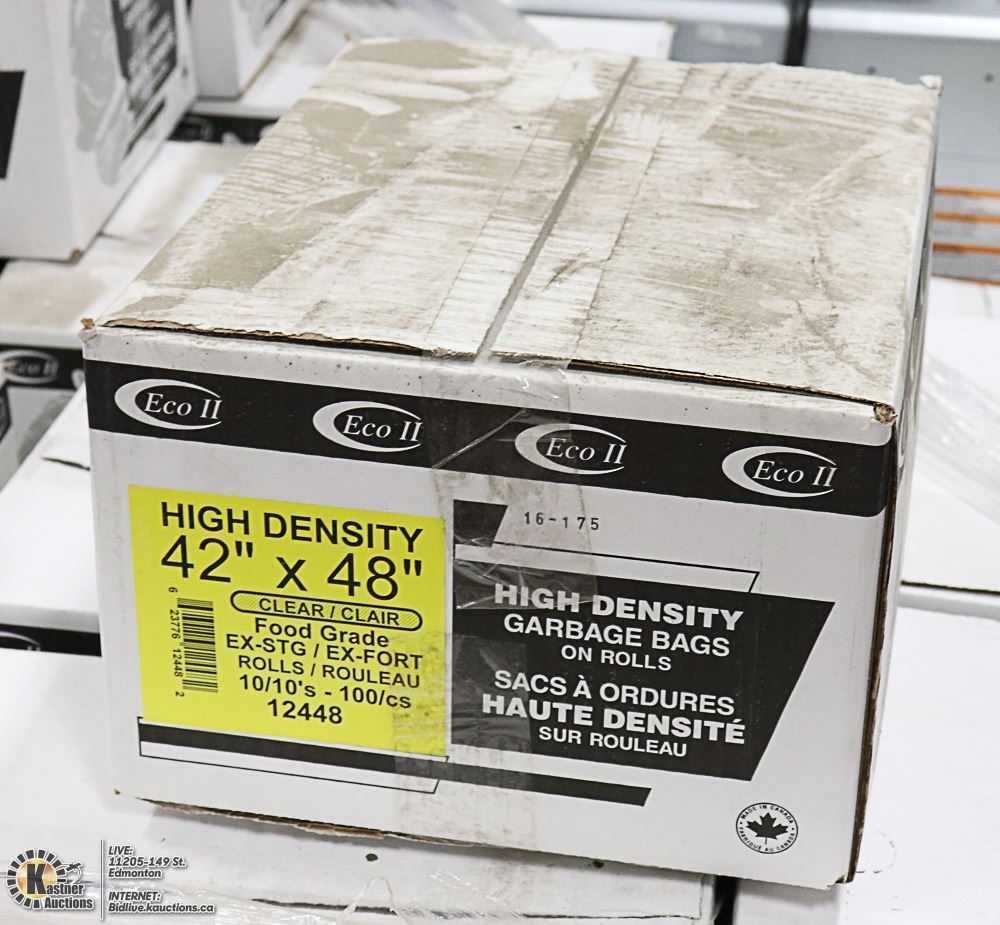 Eco II
Eco II
Eco II
Eco II
Eco II
HIGH DENSITY
42" x 48"
CLEAR / CLAIR
Food Grade
EX-STG / EX-FORT
ROLLS / ROULEAU
10/10's - 100/cs
12448
6 23776 12448 2
16-175
HIGH DENSITY
GARBAGE BAGS
ON ROLLS
SACS À ORDURES
HAUTE DENSITÉ
SUR ROULEAU
MADE IN CANADA
FABRIQUÉ AU CANADA
Kastner
Auctions
LIVE:
11205-149 St.
Edmonton
INTERNET:
Bidlive.kauctions.ca